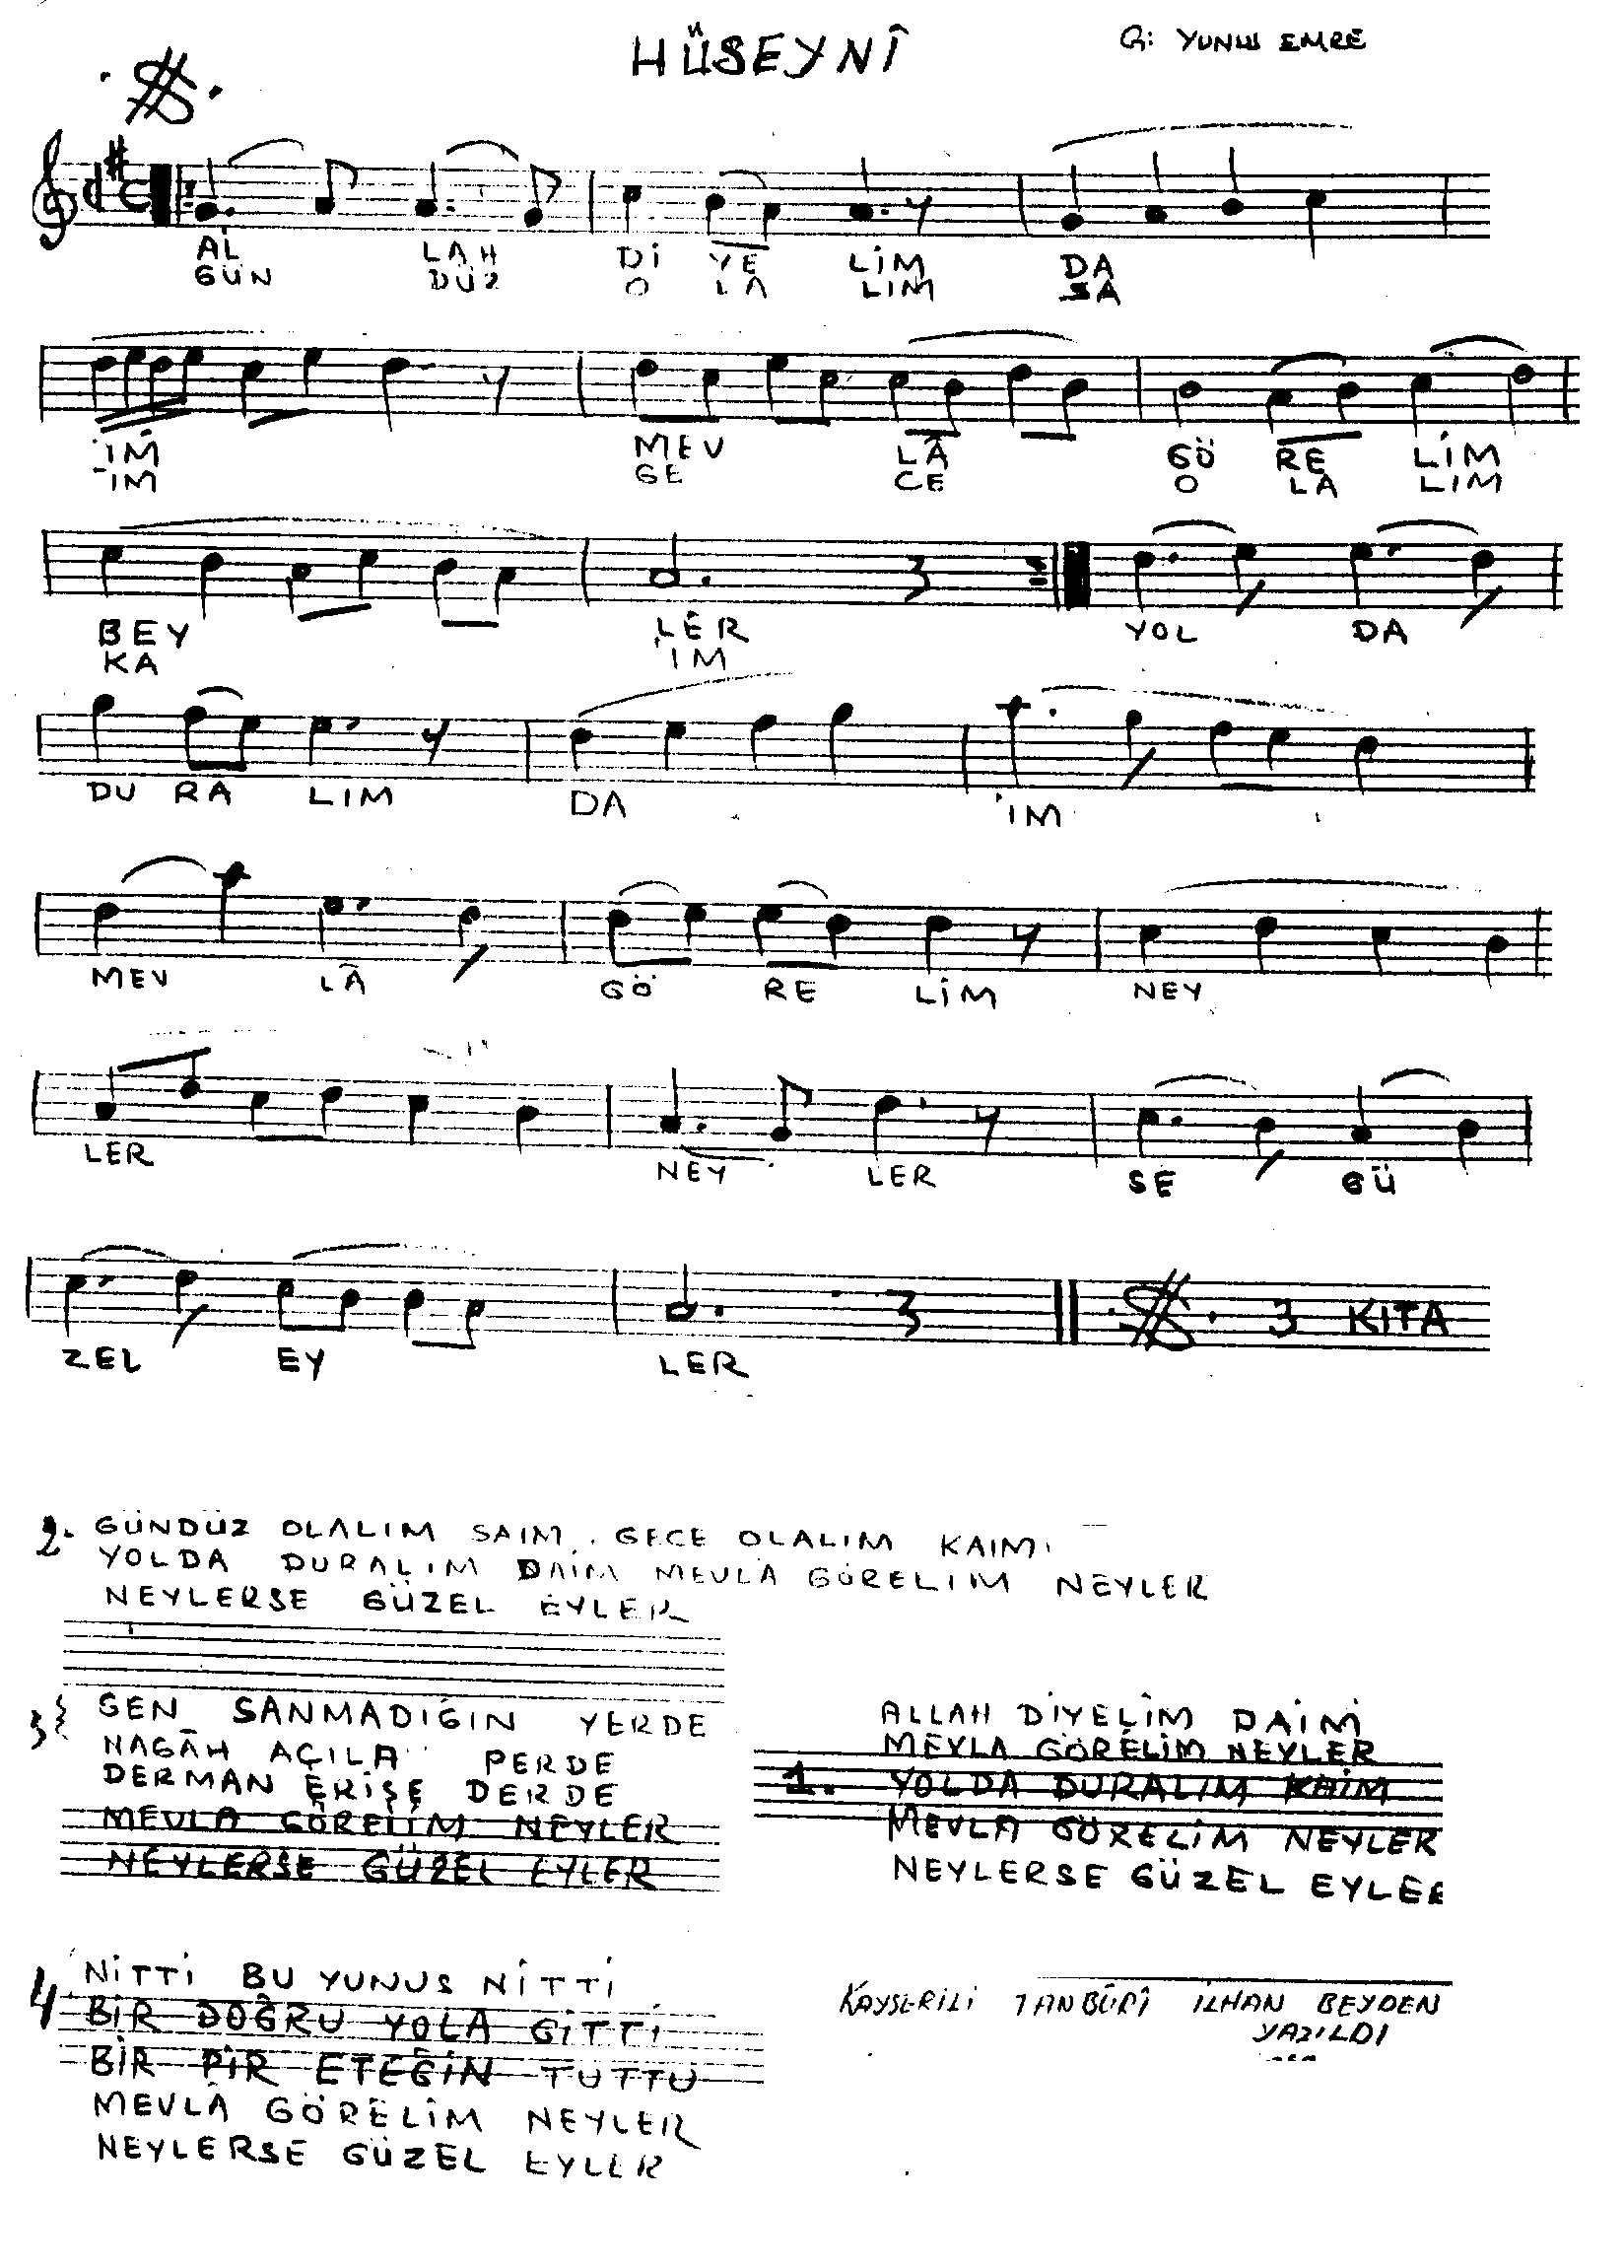 HÜSEYNÎ
G: YUNUS EMRE
AL LAH Dİ YE LİM DA
GÜN DÜZ O LA LIM SA
'IM MEV LÂ GÖ RE LİM
-IM GE CE O LA LIM
BEY LER YOL DA
KA IM
DU RA LIM DA 'IM
MEV LÂ GÖ RE LİM NEY
LER NEY LER SE GÜ
ZEL EY LER 3 KITA
2. GÜNDÜZ OLALIM SAIM. GECE OLALIM KAIM
YOLDA DURALIM DAİM MEVLA GÖRELIM NEYLER
NEYLERSE GÜZEL EYLER
3 SEN SANMADIĞIN YERDE
NAGÂH AÇILA PERDE
DERMAN ERİŞE DERDE
MEVLA GÖRELİM NEYLER
NEYLERSE GÜZEL EYLER
ALLAH DİYELİM DAİM
MEVLA GÖRELİM NEYLER
1. YOLDA DURALIM KAİM
MEVLA GÖRELİM NEYLER
NEYLERSE GÜZEL EYLER
4 NİTTİ BU YUNUS NİTTİ
BİR DOĞRU YOLA GİTTİ
BİR PİR ETEĞİN TUTTU
MEVLÂ GÖRELİM NEYLER
NEYLERSE GÜZEL EYLER
KAYSERİLİ TANBÛRÎ İLHAN BEYDEN
YAZILDI